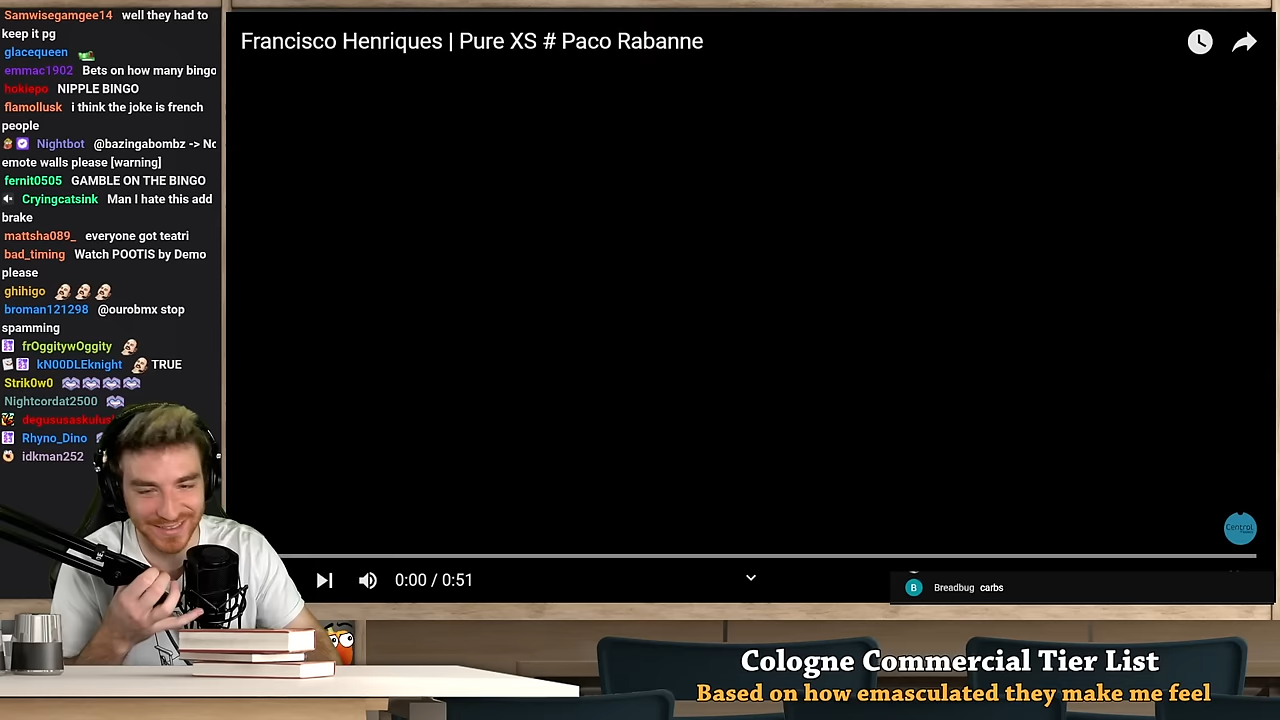 Samwisegamgee14 well they had to
keep it pg
glacequeen
emmac1902 Bets on how many bingo
hokiepo NIPPLE BINGO
flamollusk i think the joke is french
people
Nightbot @bazingabombz -> No
emote walls please [warning]
fernit0505 GAMBLE ON THE BINGO
Cryingcatsink Man I hate this add
brake
mattsha089_ everyone got teatri
bad_timing Watch POOTIS by Demo
please
ghihigo
broman121298 @ourobmx stop
spamming
frOggitywOggity
kN00DLEknight TRUE
Strik0w0
Nightcordat2500
Rhyno_Dino
idkman252
Francisco Henriques | Pure XS # Paco Rabanne
Central
0:00 / 0:51
B Breadbug carbs
Cologne Commercial Tier List
Based on how emasculated they make me feel